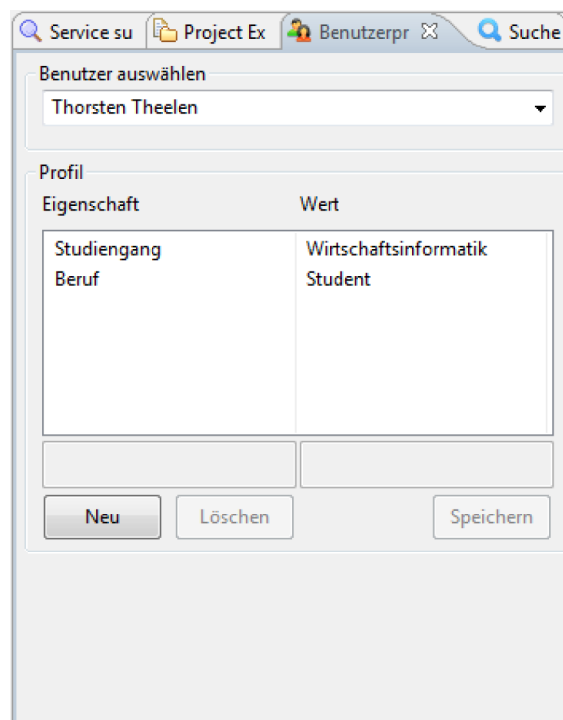 Service su Project Ex Benutzerpr Suche
Benutzer auswählen
Thorsten Theelen
Profil
Eigenschaft Wert
Studiengang Wirtschaftsinformatik
Beruf Student
Neu Löschen Speichern